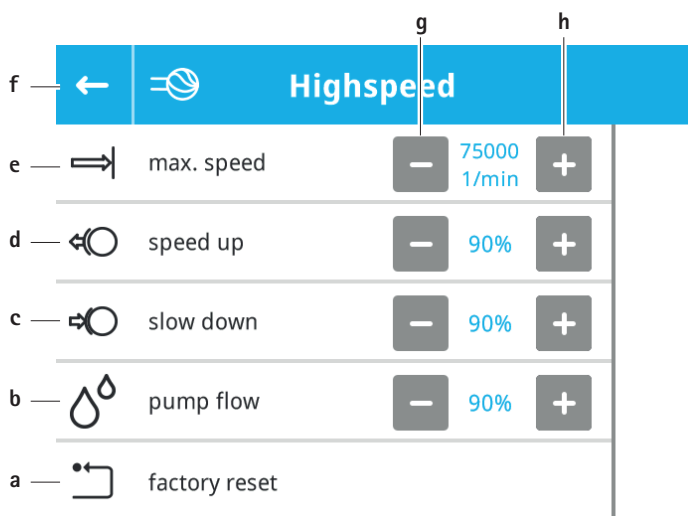 g h
f Highspeed
e max. speed 75000
1/min
d speed up 90%
c slow down 90%
b pump flow 90%
a factory reset